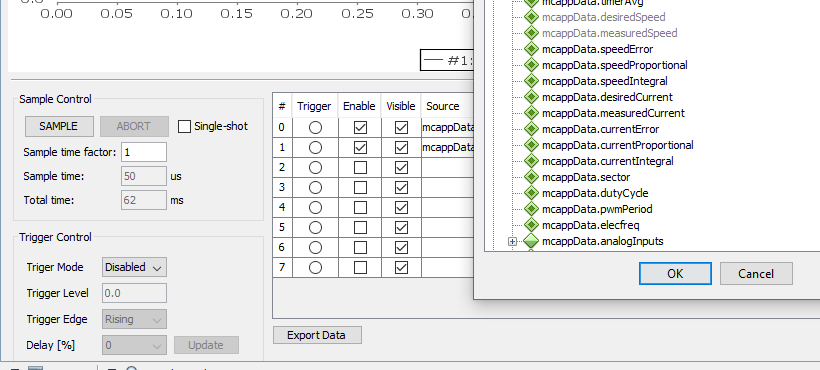 0.00 0.05 0.10 0.15 0.20 0.25 0.30 0.35
#1:
mcappData.timerAvg
mcappData.desiredSpeed
mcappData.measuredSpeed
mcappData.speedError
mcappData.speedProportional
mcappData.speedIntegral
mcappData.desiredCurrent
mcappData.measuredCurrent
mcappData.currentError
mcappData.currentProportional
mcappData.currentIntegral
mcappData.sector
mcappData.dutyCycle
mcappData.pwmPeriod
mcappData.elecfreq
mcappData.analogInputs
OK Cancel
Sample Control
SAMPLE ABORT Single-shot
Sample time factor: 1
Sample time: 50 us
Total time: 62 ms
Trigger Control
Triger Mode Disabled
Trigger Level 0.0
Trigger Edge Rising
Delay [%] 0 Update
# Trigger Enable Visible Source
0 mcappData
1 mcappData
2
3
4
5
6
7
Export Data